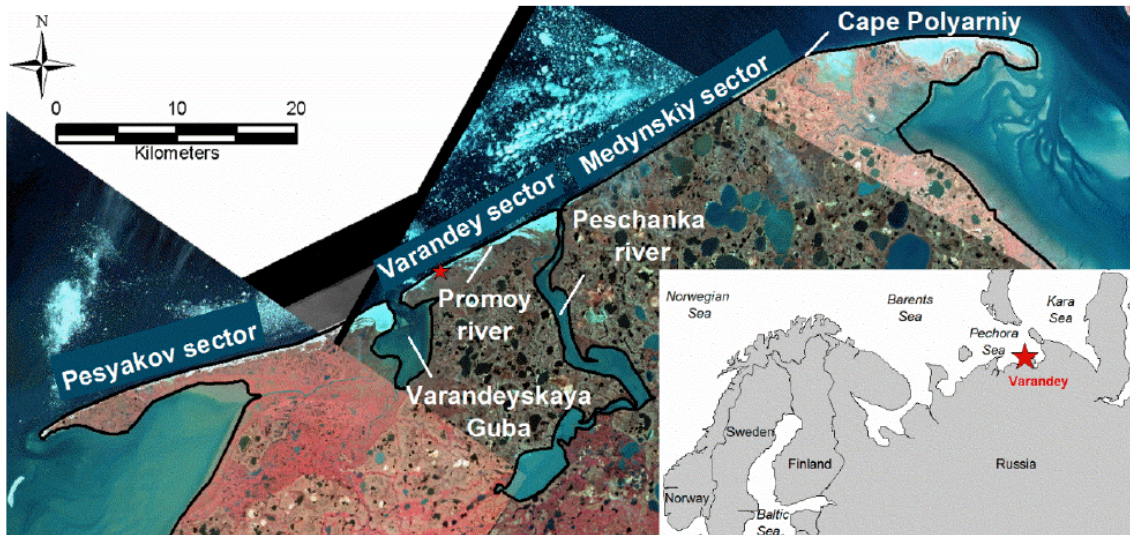 N
0 10 20
Kilometers
Cape Polyarniy
Medynskiy sector
Varandey sector
Pesyakov sector
Peschanka
river
Promoy
river
Varandeyskaya
Guba
Norwegian
Sea
Barents
Sea
Kara
Sea
Pechora
Sea
Varandey
Sweden
Finland
Russia
Norway
Baltic
Sea